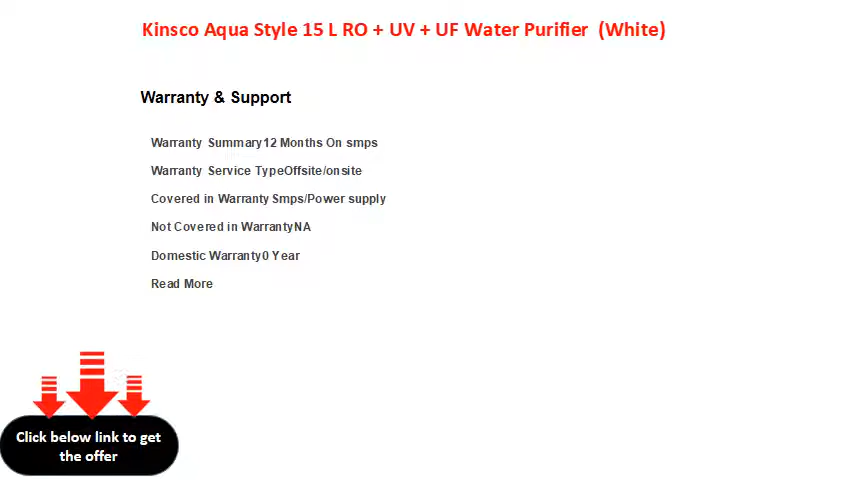 Kinsco Aqua Style 15 L RO + UV + UF Water Purifier (White)
Warranty & Support
Warranty Summary12 Months On smps
Warranty Service TypeOffsite/onsite
Covered in Warranty Smps/Power supply
Not Covered in WarrantyNA
Domestic Warranty0 Year
Read More
Click below link to get
the offer